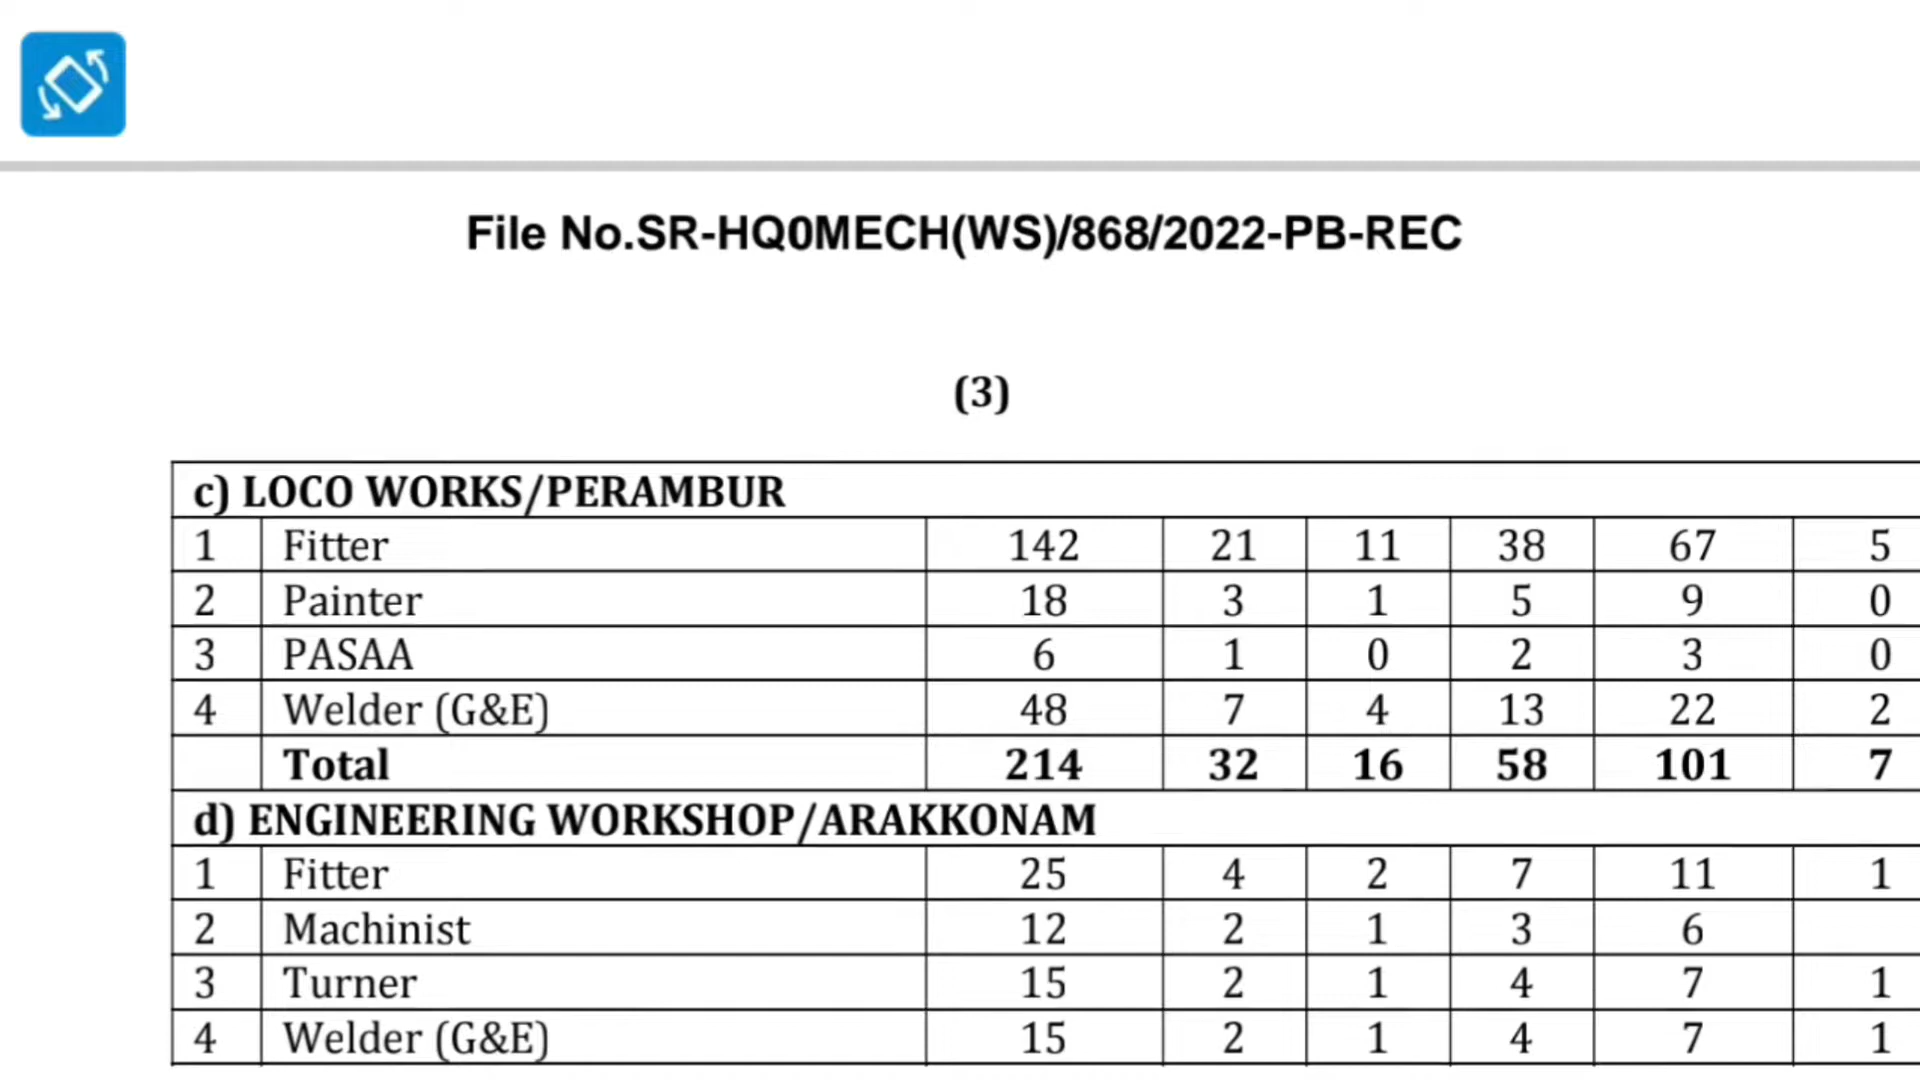 File No.SR-HQ0MECH(WS)/868/2022-PB-REC
(3)
c) LOCO WORKS/PERAMBUR
1 Fitter 142 21 11 38 67 5
2 Painter 18 3 1 5 9 0
3 PASAA 6 1 0 2 3 0
4 Welder (G&E) 48 7 4 13 22 2
Total 214 32 16 58 101 7
d) ENGINEERING WORKSHOP/ARAKKONAM
1 Fitter 25 4 2 7 11 1
2 Machinist 12 2 1 3 6
3 Turner 15 2 1 4 7 1
4 Welder (G&E) 15 2 1 4 7 1